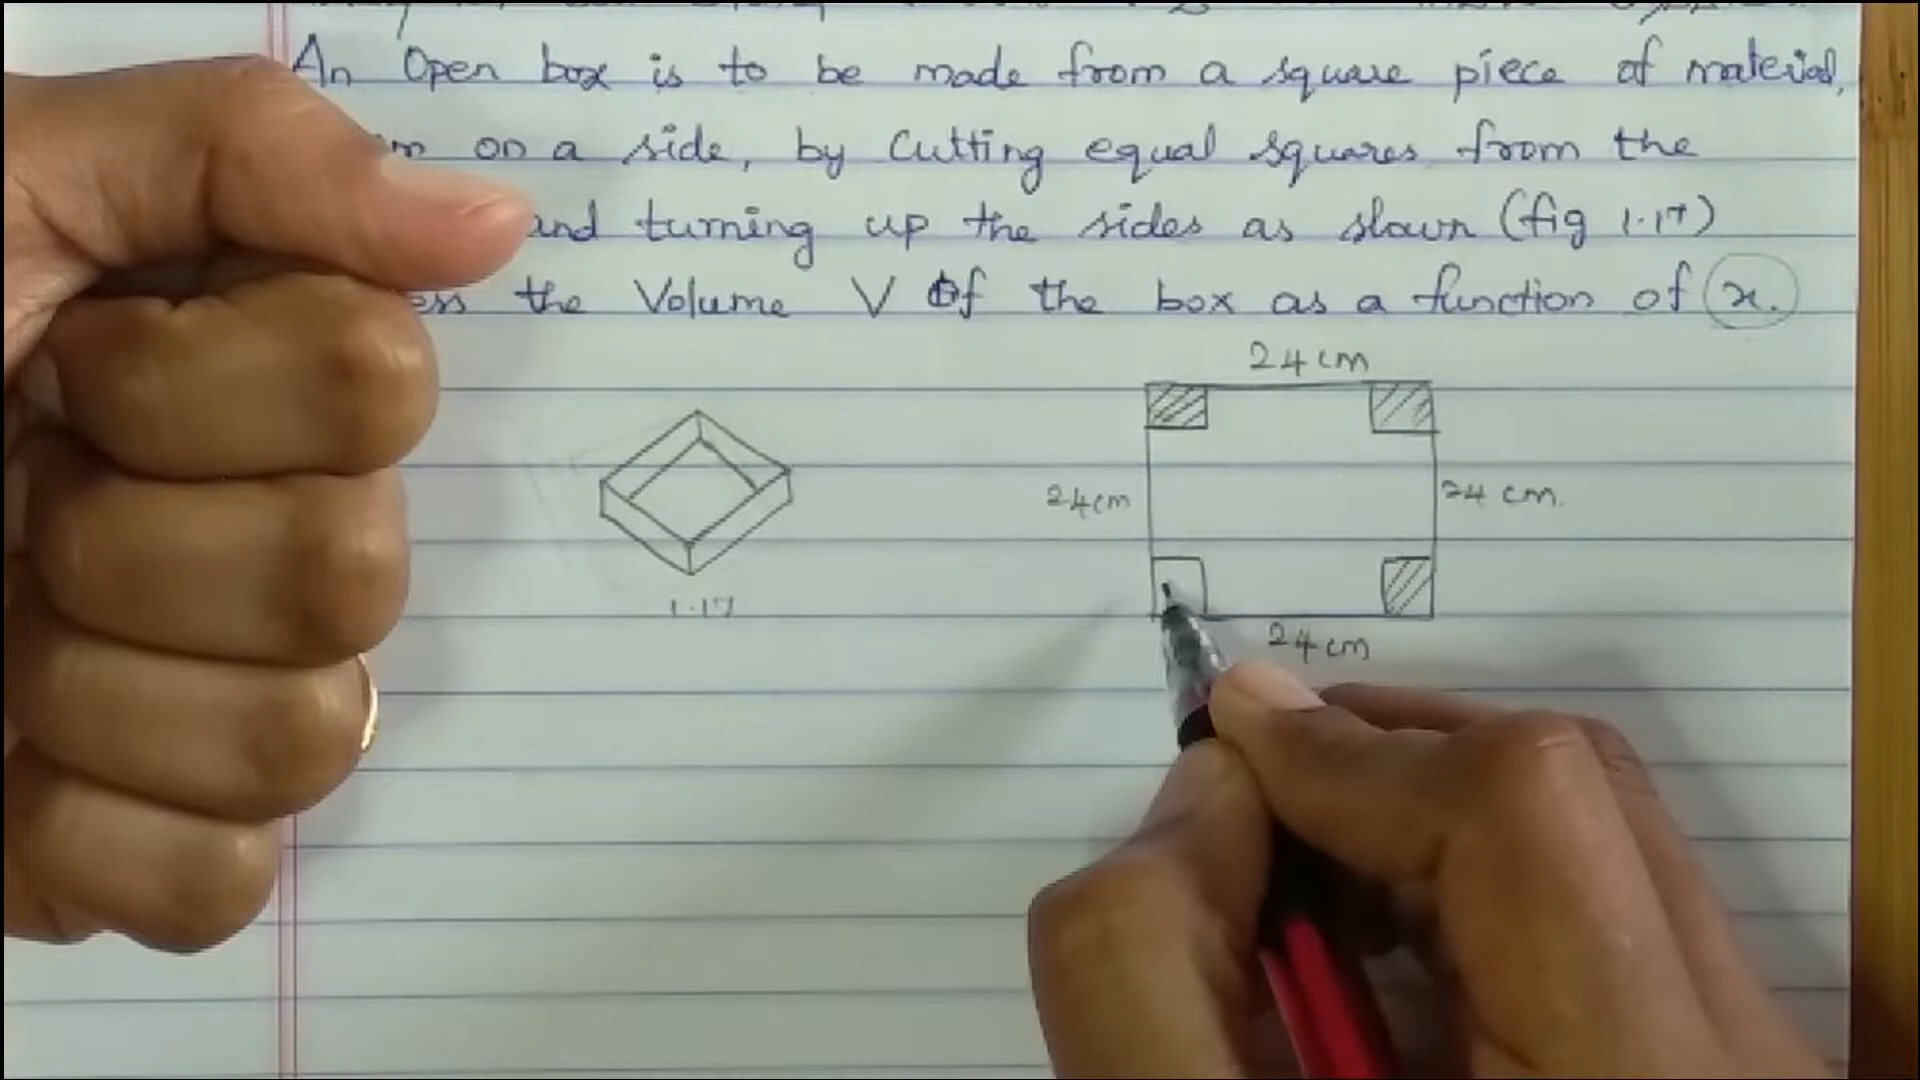 An Open box is to be made from a square piece of material,
on a side, by Cutting equal squares from the
and turning up the sides as slown (fig 1.17)
the Volume V of the box as a function of x.
24 cm
24cm
24 cm.
1.17
24 cm